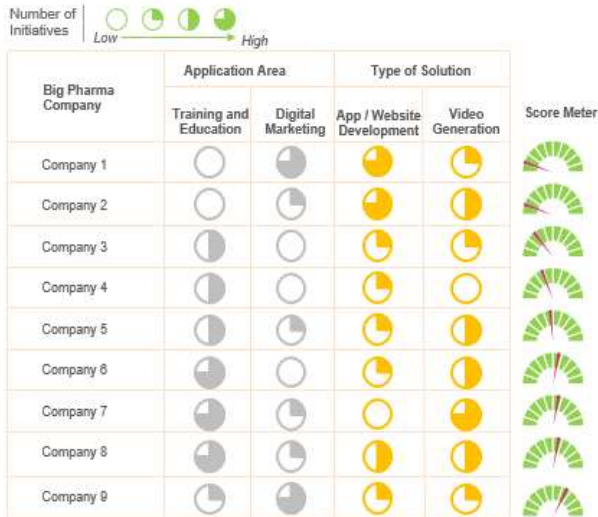 Number of
Initiatives
Low
High
Big Pharma
Company
Application Area
Type of Solution
Training and
Education
Digital
Marketing
App / Website
Development
Video
Generation
Score Meter
Company 1
Company 2
Company 3
Company 4
Company 5
Company 6
Company 7
Company 8
Company 9